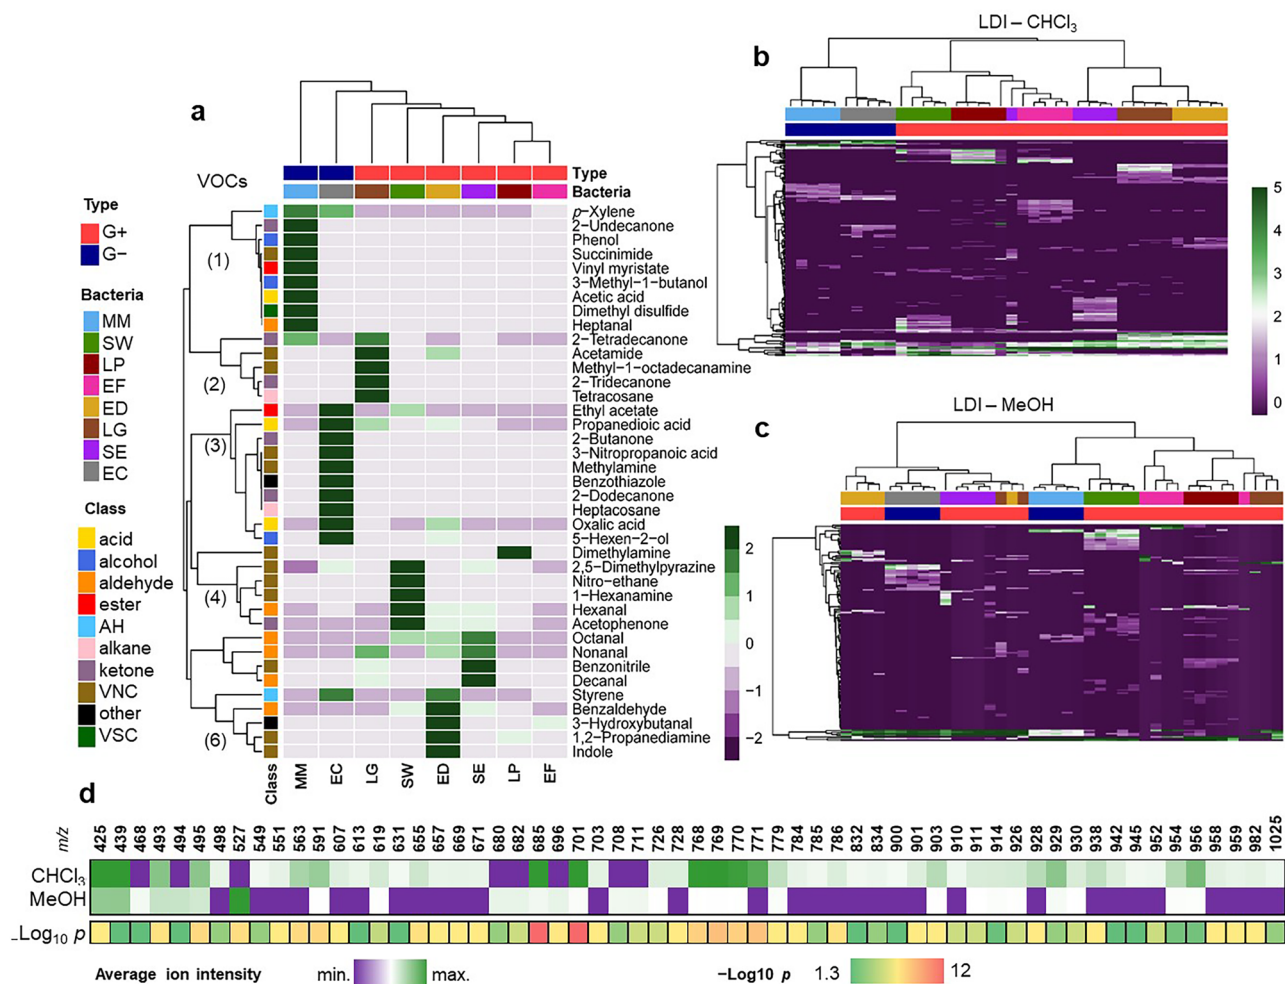 LDI – CHCl3
b
a
VOCs
Type
Bacteria
Type
G+
G−
Bacteria
MM
SW
LP
EF
ED
LG
SE
EC
Class
acid
alcohol
aldehyde
ester
AH
alkane
ketone
VNC
other
VSC
(1)
(2)
(3)
(4)
(6)
p−Xylene
2−Undecanone
Phenol
Succinimide
Vinyl myristate
3−Methyl−1−butanol
Acetic acid
Dimethyl disulfide
Heptanal
2−Tetradecanone
Acetamide
Methyl−1−octadecanamine
2−Tridecanone
Tetracosane
Ethyl acetate
Propanedioic acid
2−Butanone
3−Nitropropanoic acid
Methylamine
Benzothiazole
2−Dodecanone
Heptacosane
Oxalic acid
5−Hexen−2−ol
Dimethylamine
2,5−Dimethylpyrazine
Nitro−ethane
1−Hexanamine
Hexanal
Acetophenone
Octanal
Nonanal
Benzonitrile
Decanal
Styrene
Benzaldehyde
3−Hydroxybutanal
1,2−Propanediamine
Indole
Class MM EC LG SW ED SE LP EF
2
1
0
−1
−2
5
4
3
2
1
0
LDI – MeOH
c
d
m/z 425 439 468 493 494 495 498 527 549 551 563 591 607 613 619 631 655 657 669 671 680 682 685 696 701 703 708 711 726 728 768 769 770 771 779 784 785 786 832 834 900 901 903 910 911 914 926 928 929 930 938 942 945 952 954 956 958 959 982 1025
CHCl3
MeOH
−Log10 p
Average ion intensity min. max. −Log10 p 1.3 12